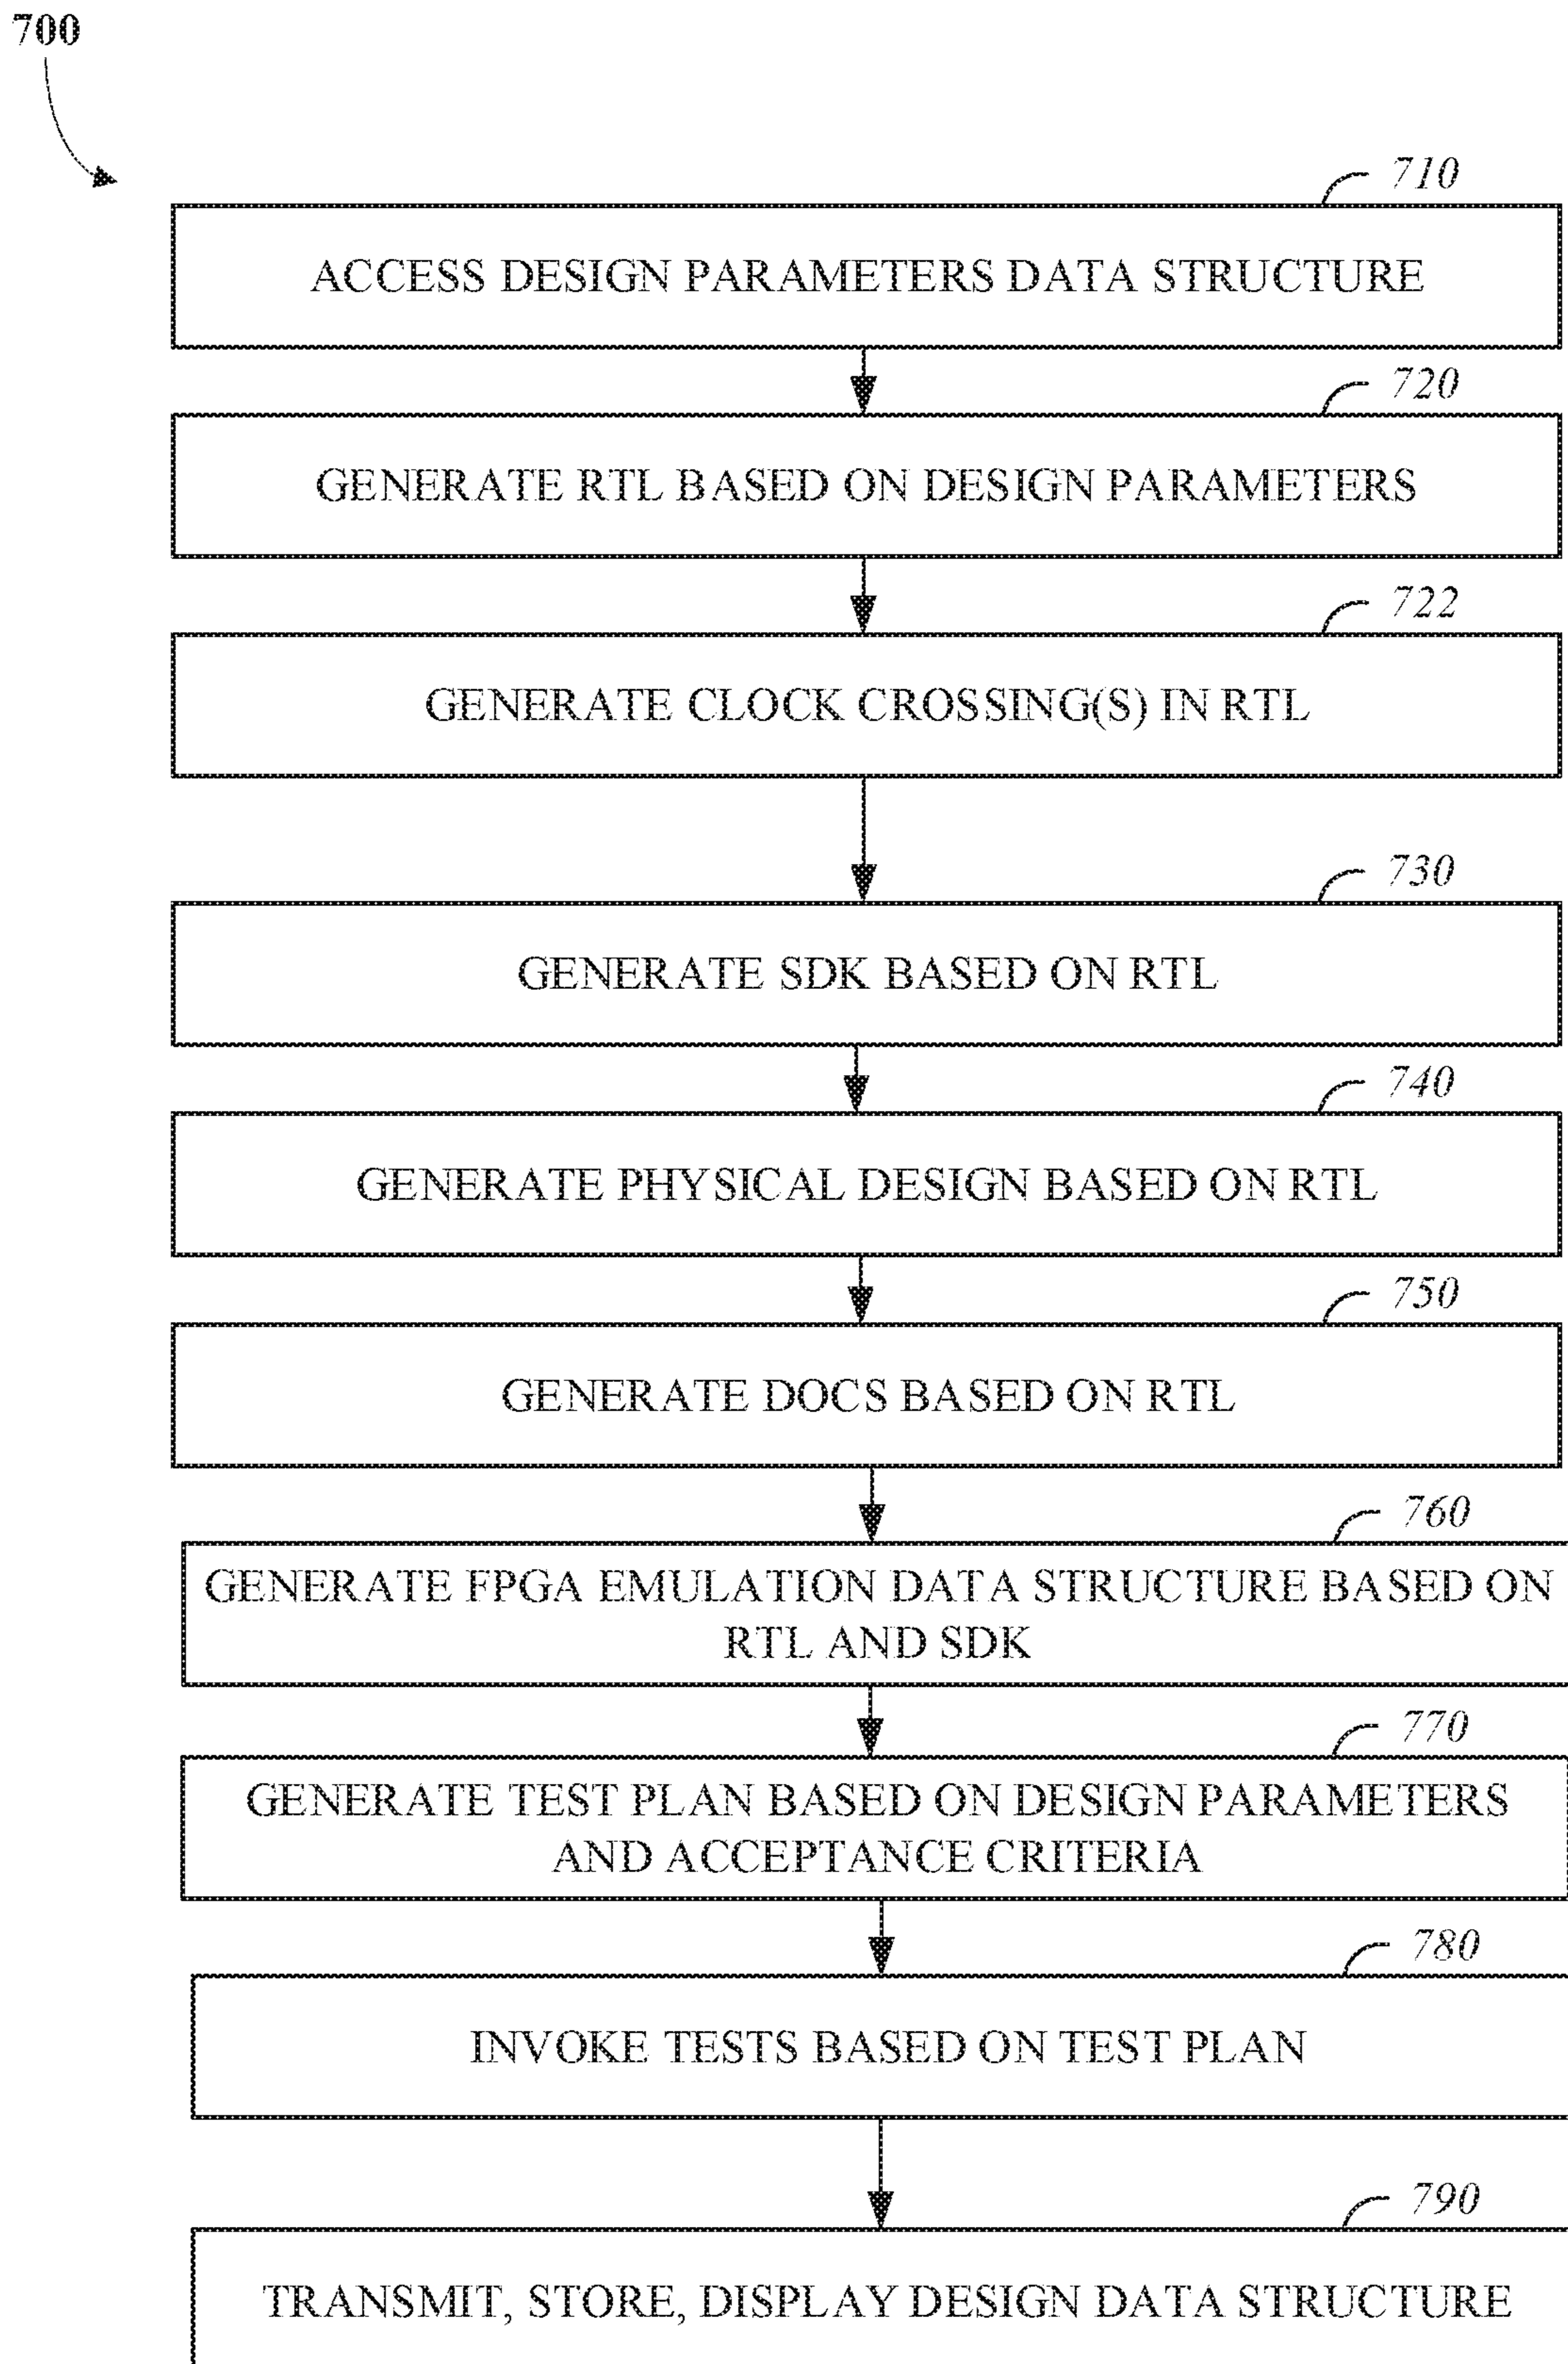 700
710
ACCESS DESIGN PARAMETERS DATA STRUCTURE
720
GENERATE RTL BASED ON DESIGN PARAMETERS
722
GENERATE CLOCK CROSSING(S) IN RTL
730
GENERATE SDK BASED ON RTL
740
GENERATE PHYSICAL DESIGN BASED ON RTL
750
GENERATE DOCS BASED ON RTL
760
GENERATE FPGA EMULATION DATA STRUCTURE BASED ON
RTL AND SDK
770
GENERATE TEST PLAN BASED ON DESIGN PARAMETERS
AND ACCEPTANCE CRITERIA
780
INVOKE TESTS BASED ON TEST PLAN
790
TRANSMIT, STORE, DISPLAY DESIGN DATA STRUCTURE